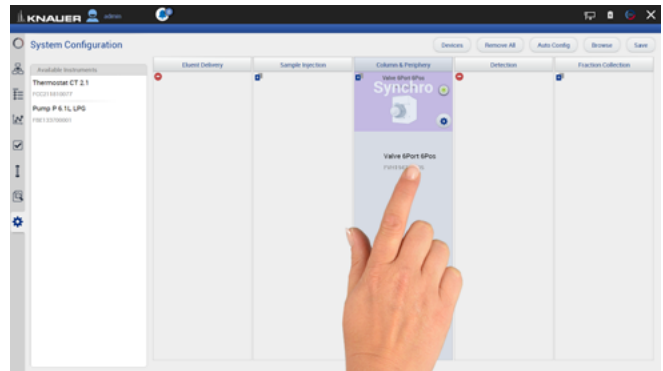 KNAUER admin
System Configuration
Devices
Remove All
Auto Config
Browse
Save
Available Instruments
Thermostat CT 2.1
Pump P 6.1L LPG
Eluent Delivery
Sample Injection
Column & Periphery
Detection
Fraction Collection
Valve 6Port 6Pos
Synchro
Valve 6Port 6Pos